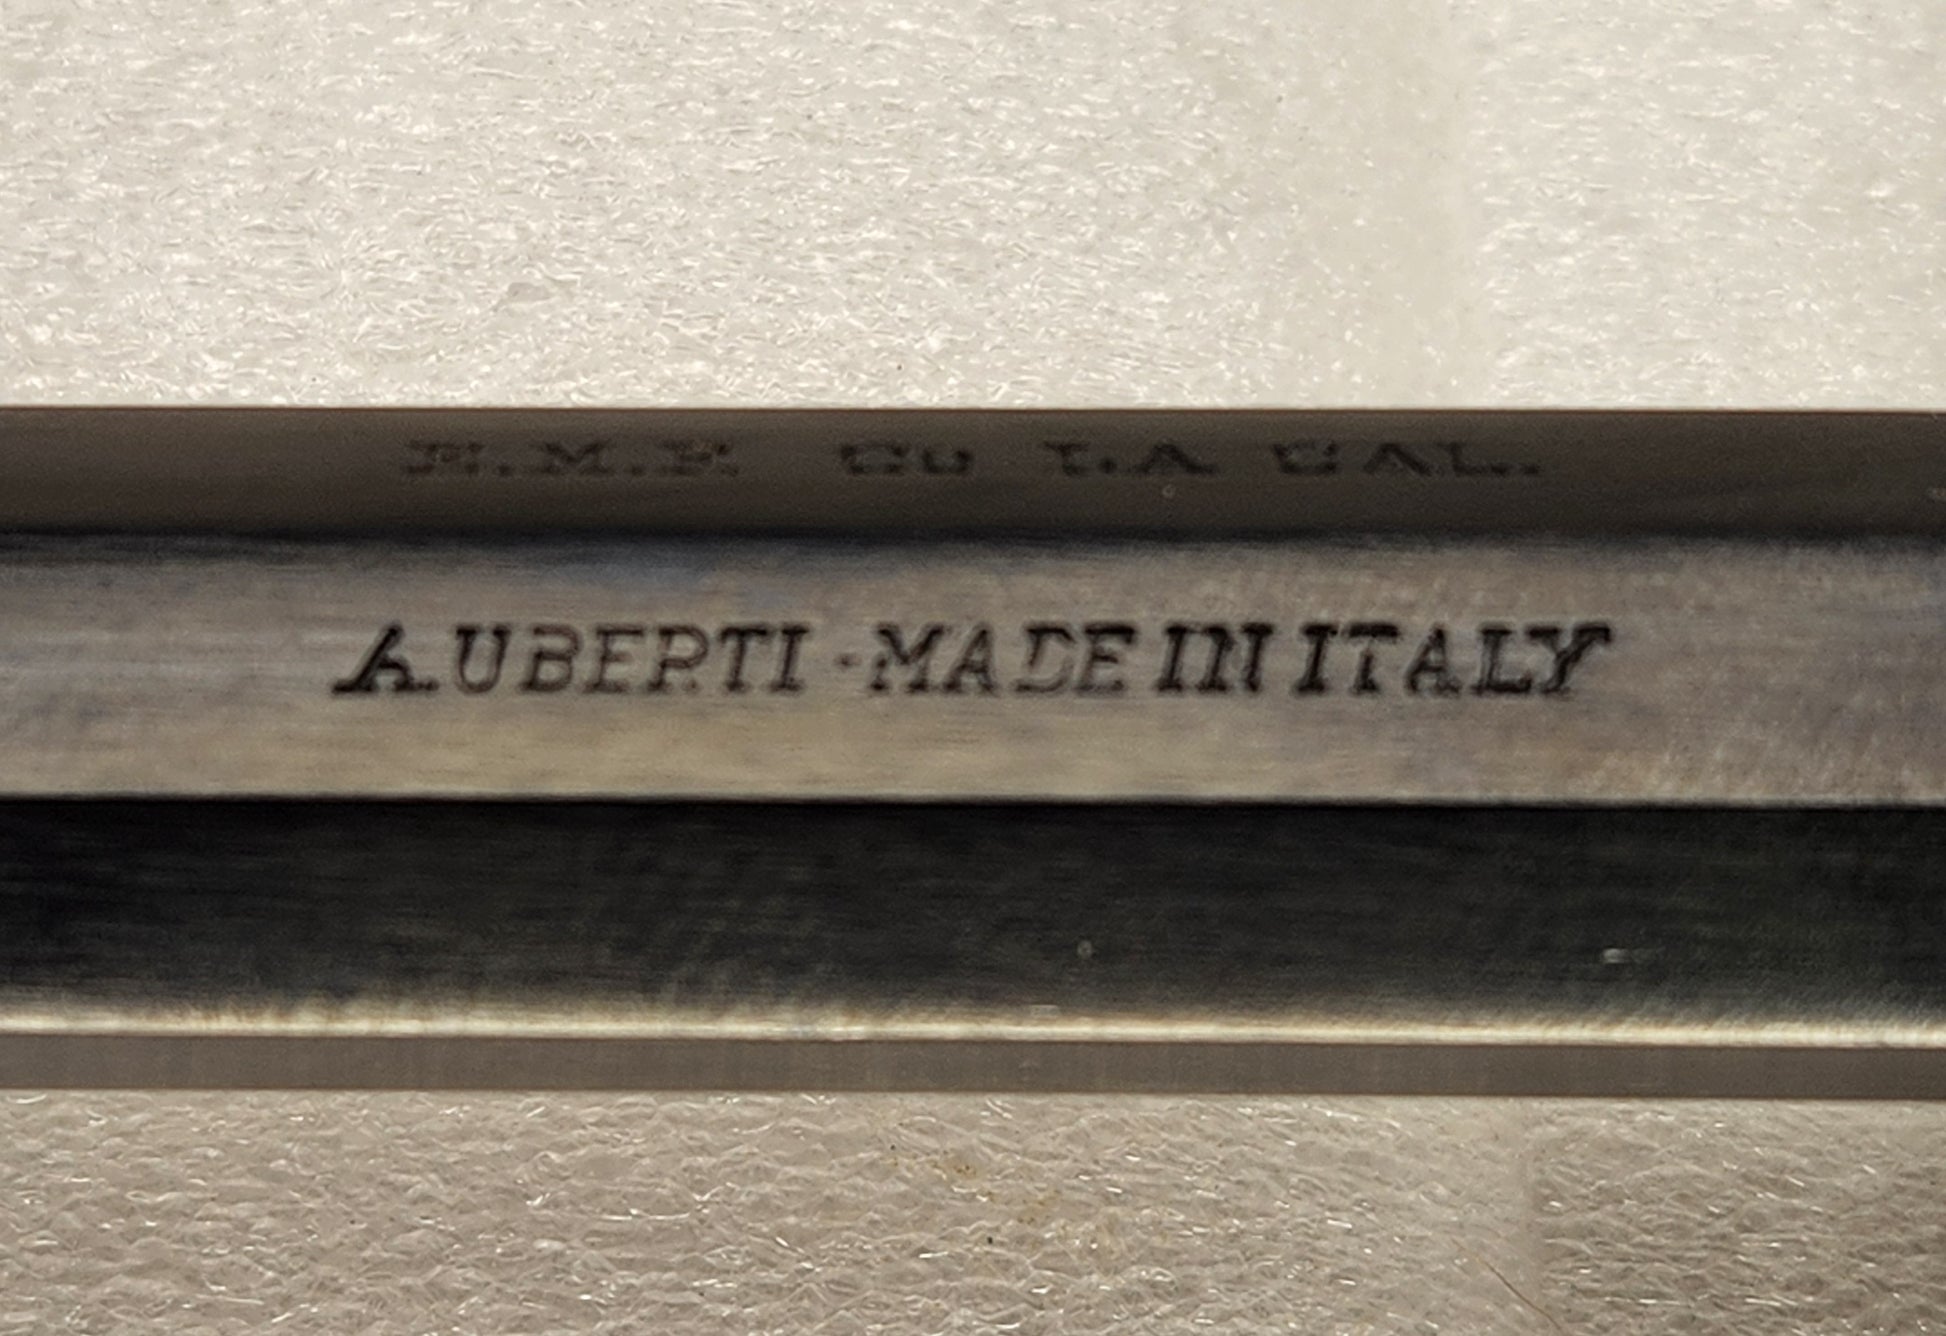 H.M.F. Co L.A CAL.
A.UBERTI - MADE IN ITALY